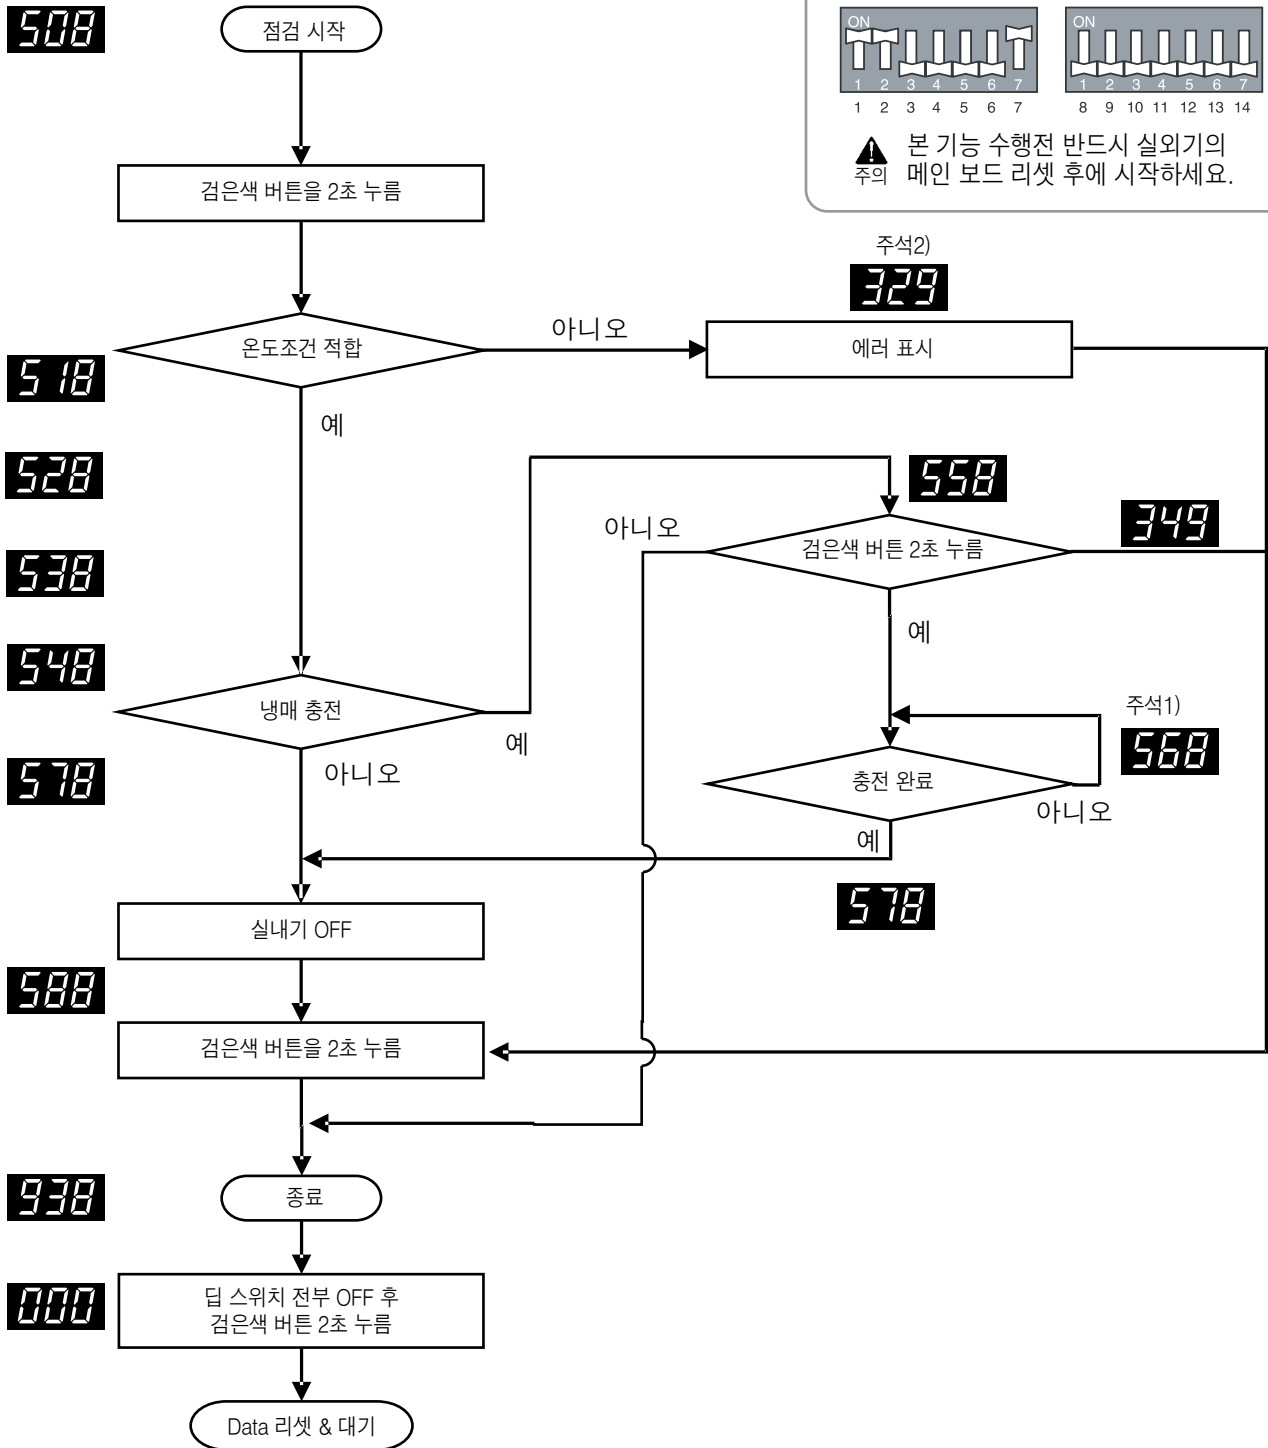 508
점검 시작
ON
1 2 3 4 5 6 7
1 2 3 4 5 6 7
ON
1 2 3 4 5 6 7
8 9 10 11 12 13 14
주의
본 기능 수행전 반드시 실외기의
메인 보드 리셋 후에 시작하세요.
검은색 버튼을 2초 누름
주석2)
329
온도조건 적합
아니오
에러 표시
518
예
528
558
아니오
검은색 버튼 2초 누름
349
538
예
548
냉매 충전
예
주석1)
568
578
아니오
충전 완료
아니오
예
578
실내기 OFF
588
검은색 버튼을 2초 누름
938
종료
000
딥 스위치 전부 OFF 후
검은색 버튼 2초 누름
Data 리셋 & 대기